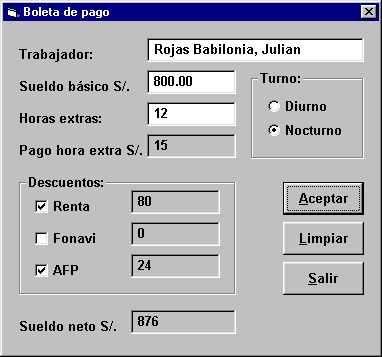 Boleta de pago
Trabajador: Rojas Babilonia, Julian
Sueldo básico S/. 800.00
Horas extras: 12
Pago hora extra S/. 15
Turno:
Diurno
Nocturno
Descuentos:
Renta 80
Fonavi 0
AFP 24
Aceptar
Limpiar
Salir
Sueldo neto S/. 876